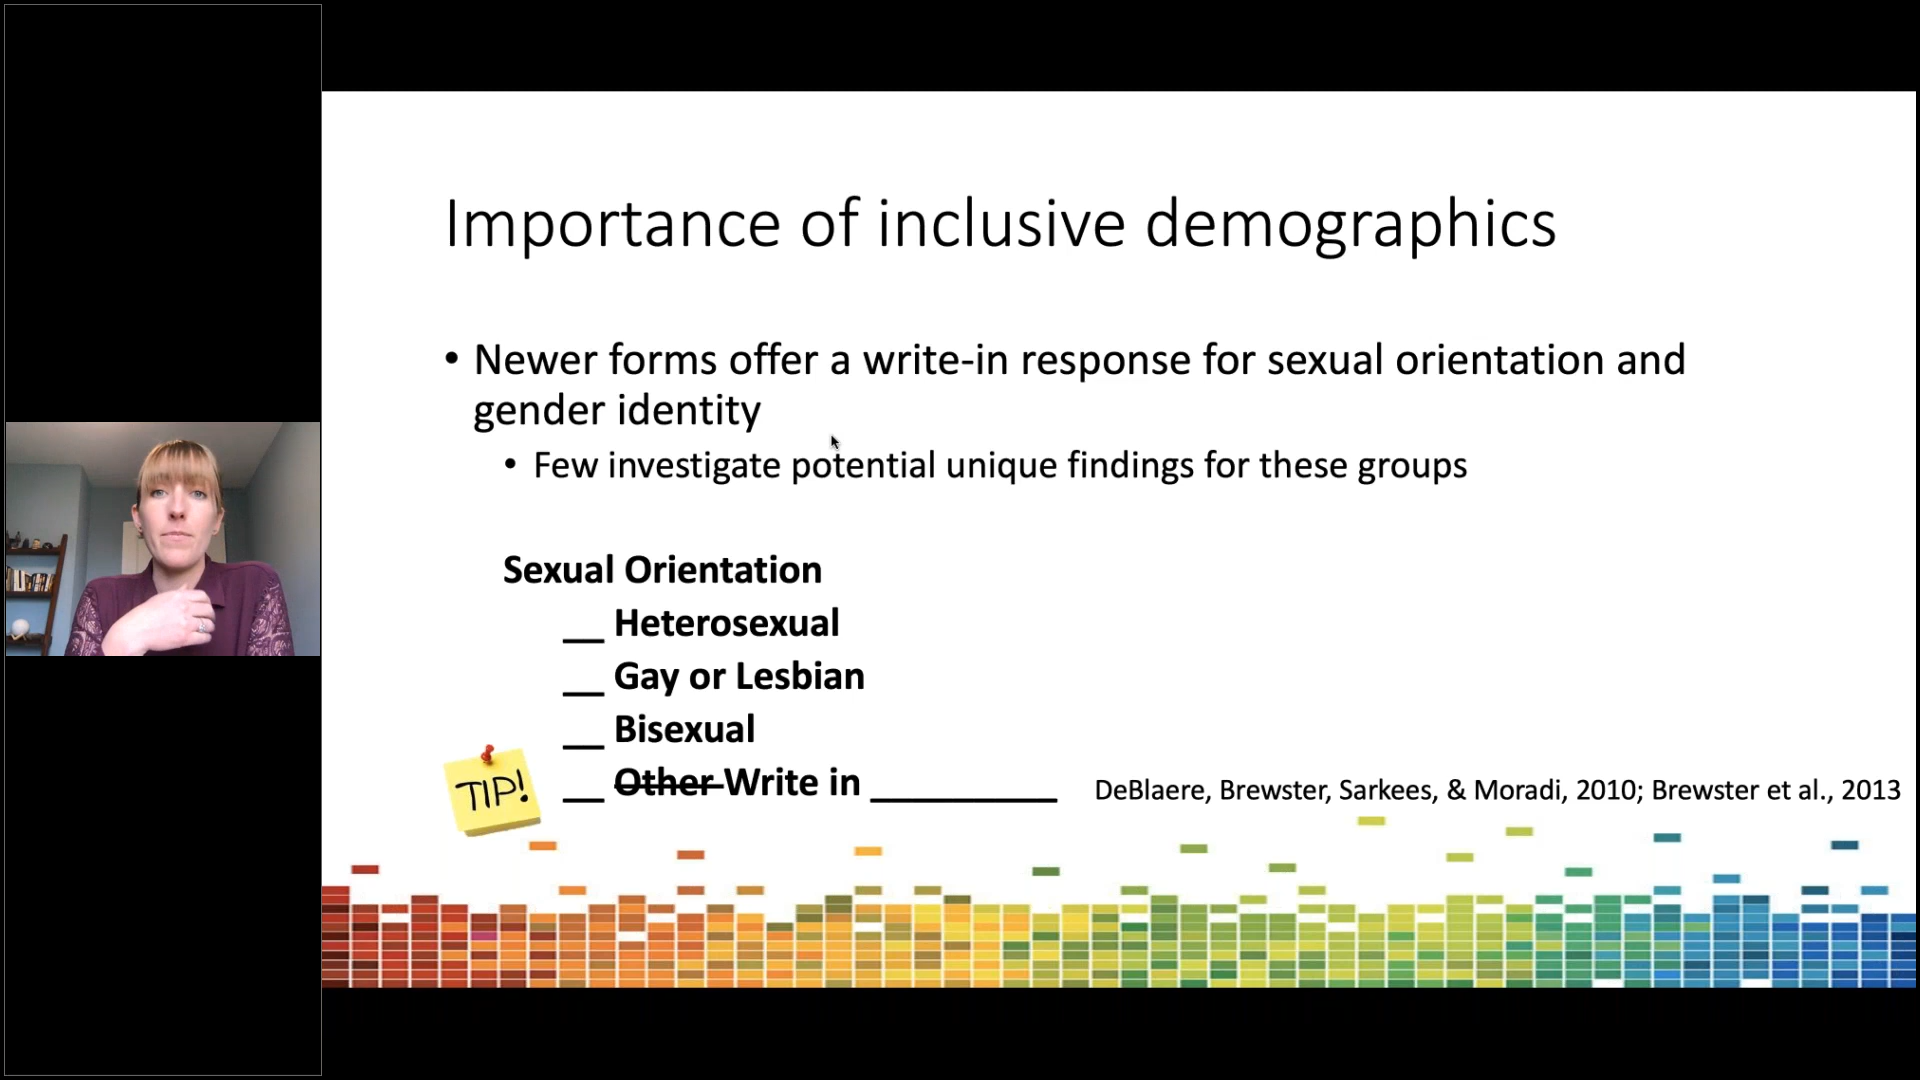 Importance of inclusive demographics
• Newer forms offer a write-in response for sexual orientation and
gender identity
• Few investigate potential unique findings for these groups
Sexual Orientation
__ Heterosexual
__ Gay or Lesbian
__ Bisexual
__ Other Write in _________
TIP!
DeBlaere, Brewster, Sarkees, & Moradi, 2010; Brewster et al., 2013